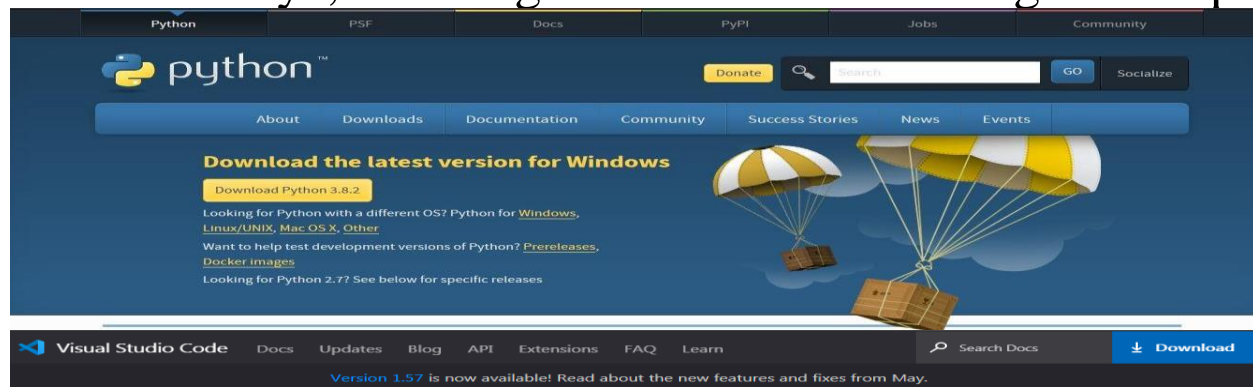 Python PSF Docs PyPI Jobs Community
python™ Donate Search GO Socialize
About Downloads Documentation Community Success Stories News Events
Download the latest version for Windows
Download Python 3.8.2
Looking for Python with a different OS? Python for Windows,
Linux/UNIX, Mac OS X, Other
Want to help test development versions of Python? Prereleases,
Docker images
Looking for Python 2.7? See below for specific releases
Visual Studio Code Docs Updates Blog API Extensions FAQ Learn Search Docs Download
Version 1.57 is now available! Read about the new features and fixes from May.